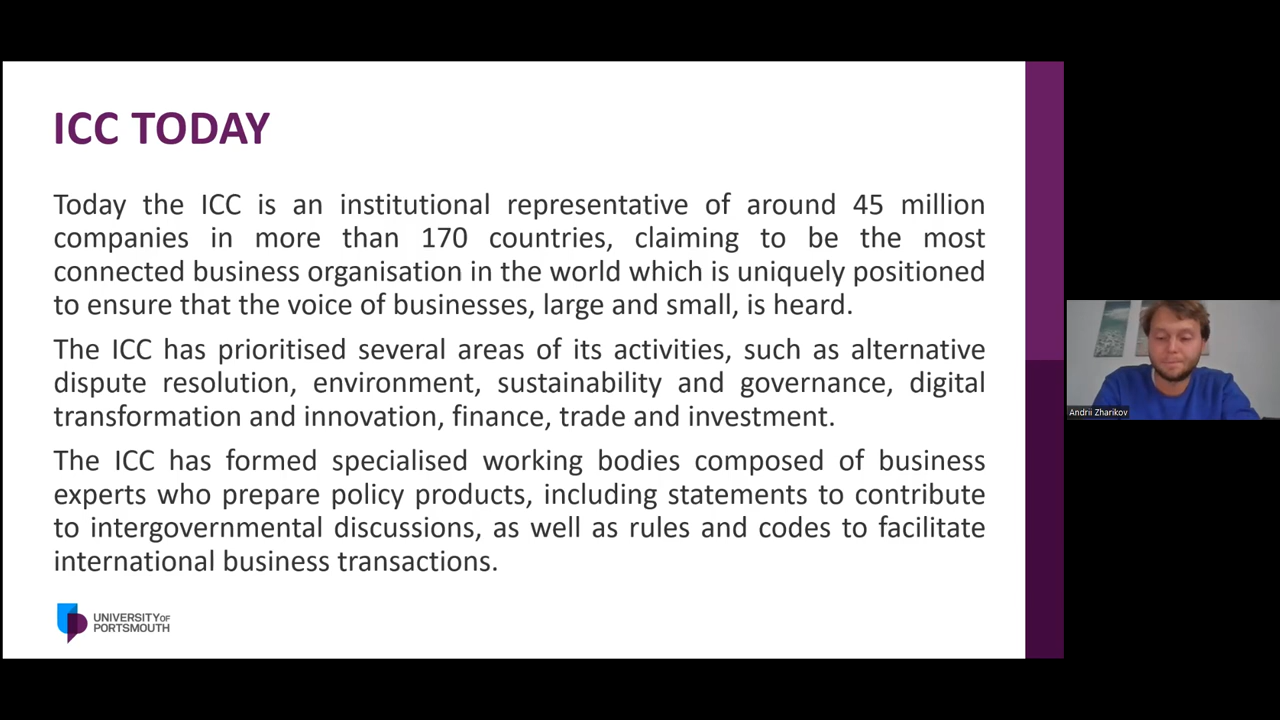 ICC TODAY
Today the ICC is an institutional representative of around 45 million
companies in more than 170 countries, claiming to be the most
connected business organisation in the world which is uniquely positioned
to ensure that the voice of businesses, large and small, is heard.
The ICC has prioritised several areas of its activities, such as alternative
dispute resolution, environment, sustainability and governance, digital
transformation and innovation, finance, trade and investment.
The ICC has formed specialised working bodies composed of business
experts who prepare policy products, including statements to contribute
to intergovernmental discussions, as well as rules and codes to facilitate
international business transactions.
UNIVERSITY OF
PORTSMOUTH
Andrii Zharikov